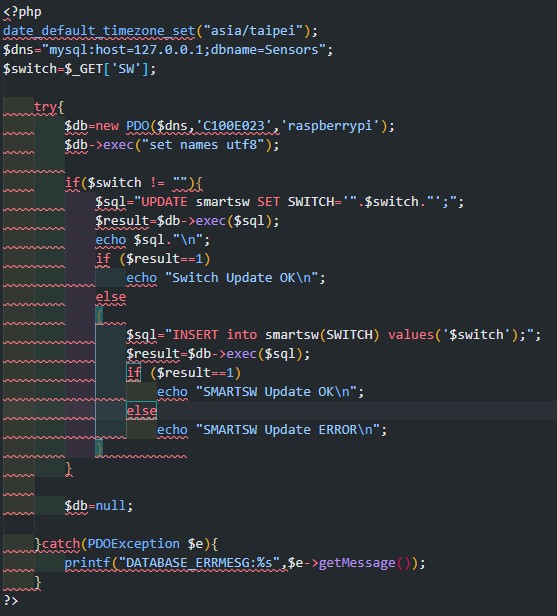 <?php
date_default_timezone_set("asia/taipei");
$dns="mysql:host=127.0.0.1;dbname=Sensors";
$switch=$_GET['SW'];
try{
$db=new PDO($dns,'C100E023','raspberrypi');
$db->exec("set names utf8");
if($switch != ""){
$sql="UPDATE smartsw SET SWITCH='".$switch."';";
$result=$db->exec($sql);
echo $sql."\n";
if ($result==1)
echo "Switch Update OK\n";
else
{
$sql="INSERT into smartsw(SWITCH) values('$switch');";
$result=$db->exec($sql);
if ($result==1)
echo "SMARTSW Update OK\n";
else
echo "SMARTSW Update ERROR\n";
}
}
$db=null;
}catch(PDOException $e){
printf("DATABASE_ERRMESG:%s",$e->getMessage());
}
?>